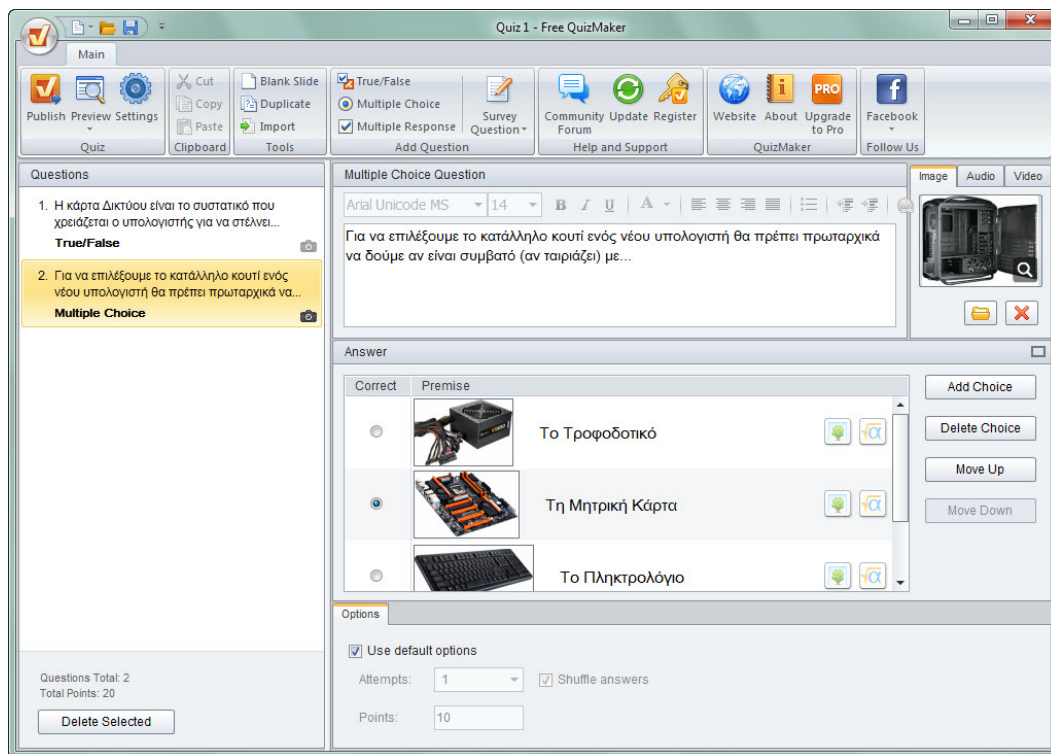 Quiz 1 - Free QuizMaker
Main
Publish Preview Settings
Quiz
Cut
Copy
Paste
Clipboard
Blank Slide
Duplicate
Import
Tools
True/False
Multiple Choice
Multiple Response
Survey
Question
Add Question
Community
Forum
Update Register
Help and Support
Website About
PRO
Upgrade
to Pro
QuizMaker
Facebook
Follow Us
Questions
1. Η κάρτα Δικτύου είναι το συστατικό που
χρειάζεται ο υπολογιστής για να στέλνει...
True/False
2. Για να επιλέξουμε το κατάλληλο κουτί ενός
νέου υπολογιστή θα πρέπει πρωταρχικά να...
Multiple Choice
Questions Total: 2
Total Points: 20
Delete Selected
Multiple Choice Question
Arial Unicode MS 14 B I U A
Για να επιλέξουμε το κατάλληλο κουτί ενός νέου υπολογιστή θα πρέπει πρωταρχικά
να δούμε αν είναι συμβατό (αν ταιριάζει) με...
Image Audio Video
Answer
Correct Premise
Το Τροφοδοτικό √α
Τη Μητρική Κάρτα √α
Το Πληκτρολόγιο √α
Add Choice
Delete Choice
Move Up
Move Down
Options
Use default options
Attempts: 1 Shuffle answers
Points: 10